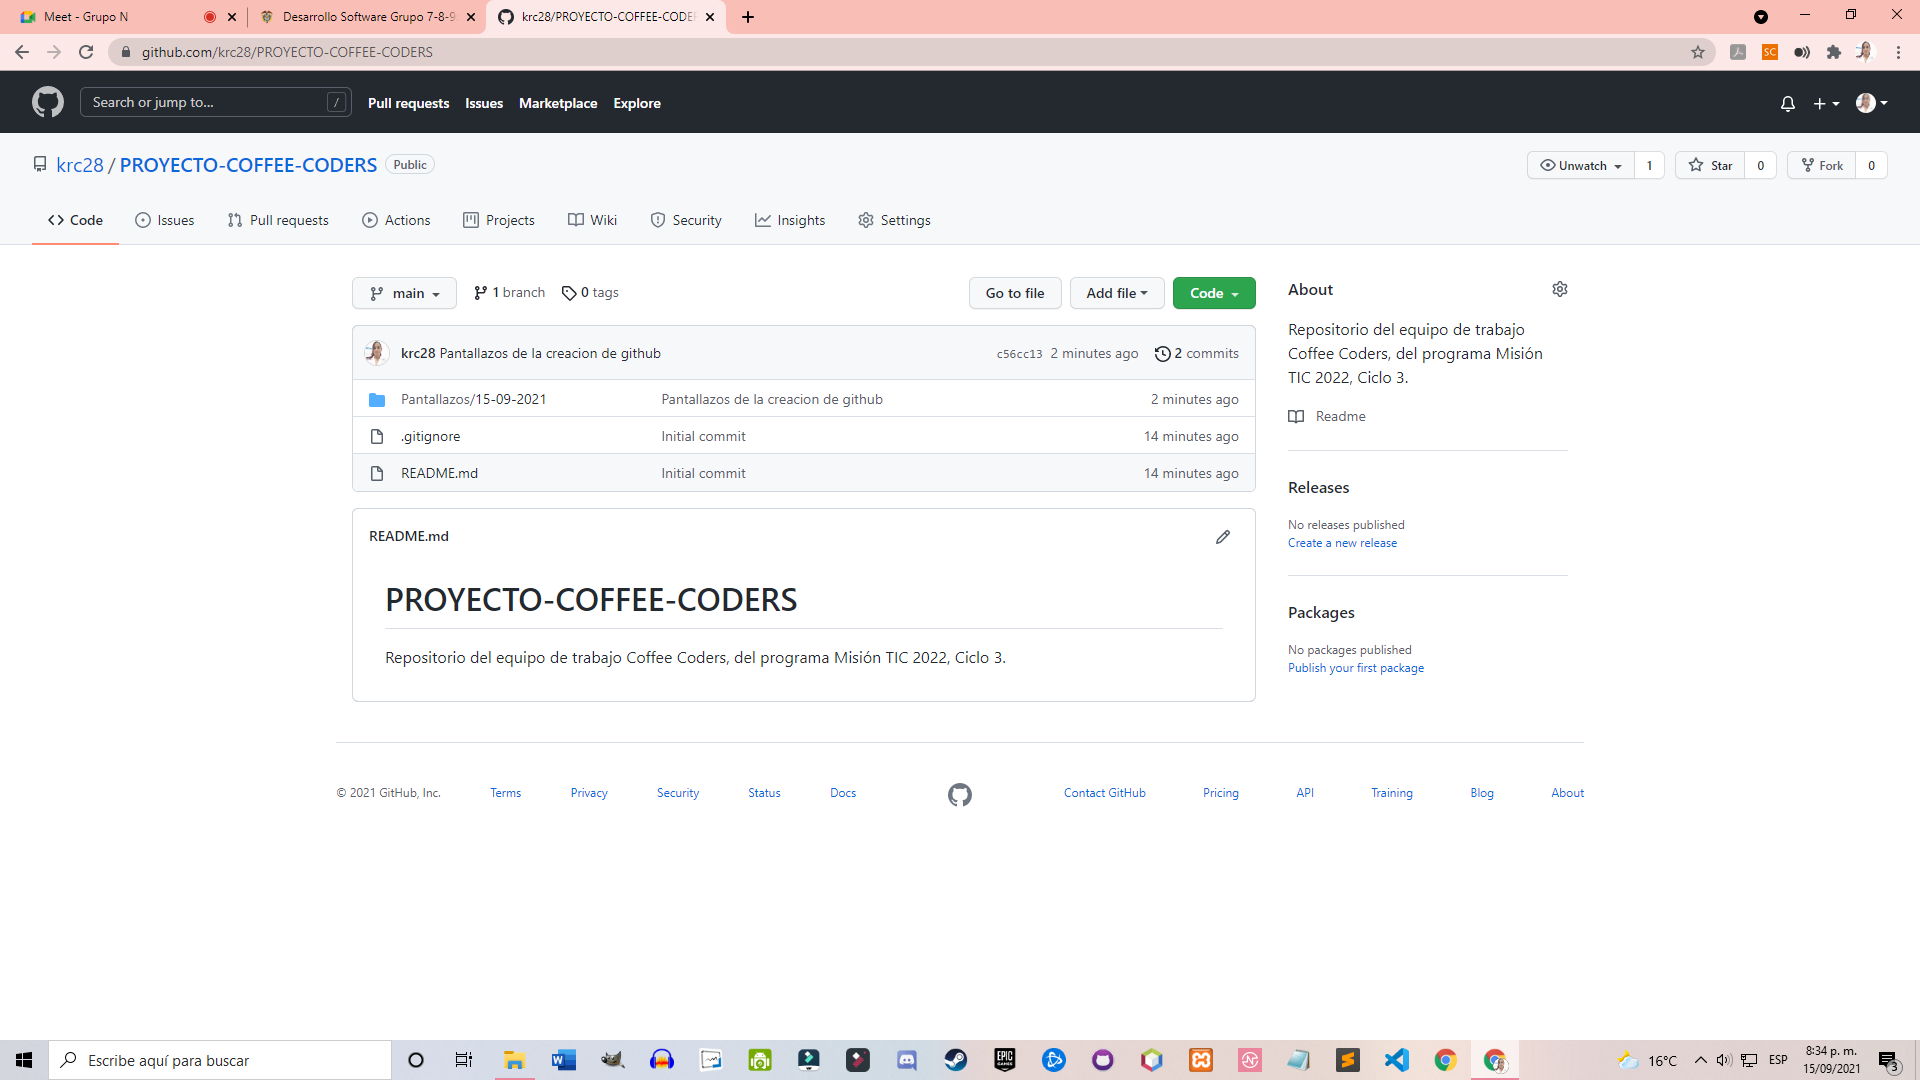 Meet - Grupo N
Desarrollo Software Grupo 7-8-9
krc28/PROYECTO-COFFEE-CODER
github.com/krc28/PROYECTO-COFFEE-CODERS
SC
Search or jump to...
/
Pull requests
Issues
Marketplace
Explore
krc28 / PROYECTO-COFFEE-CODERS
Public
Unwatch
1
Star
0
Fork
0
Code
Issues
Pull requests
Actions
Projects
Wiki
Security
Insights
Settings
main
1 branch
0 tags
Go to file
Add file
Code
krc28 Pantallazos de la creacion de github
c56cc13 2 minutes ago
2 commits
Pantallazos/15-09-2021
Pantallazos de la creacion de github
2 minutes ago
.gitignore
Initial commit
14 minutes ago
README.md
Initial commit
14 minutes ago
README.md
PROYECTO-COFFEE-CODERS
Repositorio del equipo de trabajo Coffee Coders, del programa Misión TIC 2022, Ciclo 3.
About
Repositorio del equipo de trabajo
Coffee Coders, del programa Misión
TIC 2022, Ciclo 3.
Readme
Releases
No releases published
Create a new release
Packages
No packages published
Publish your first package
© 2021 GitHub, Inc.
Terms
Privacy
Security
Status
Docs
Contact GitHub
Pricing
API
Training
Blog
About
Escribe aquí para buscar
EPIC
GAMES
16°C
ESP
8:34 p. m.
15/09/2021
3